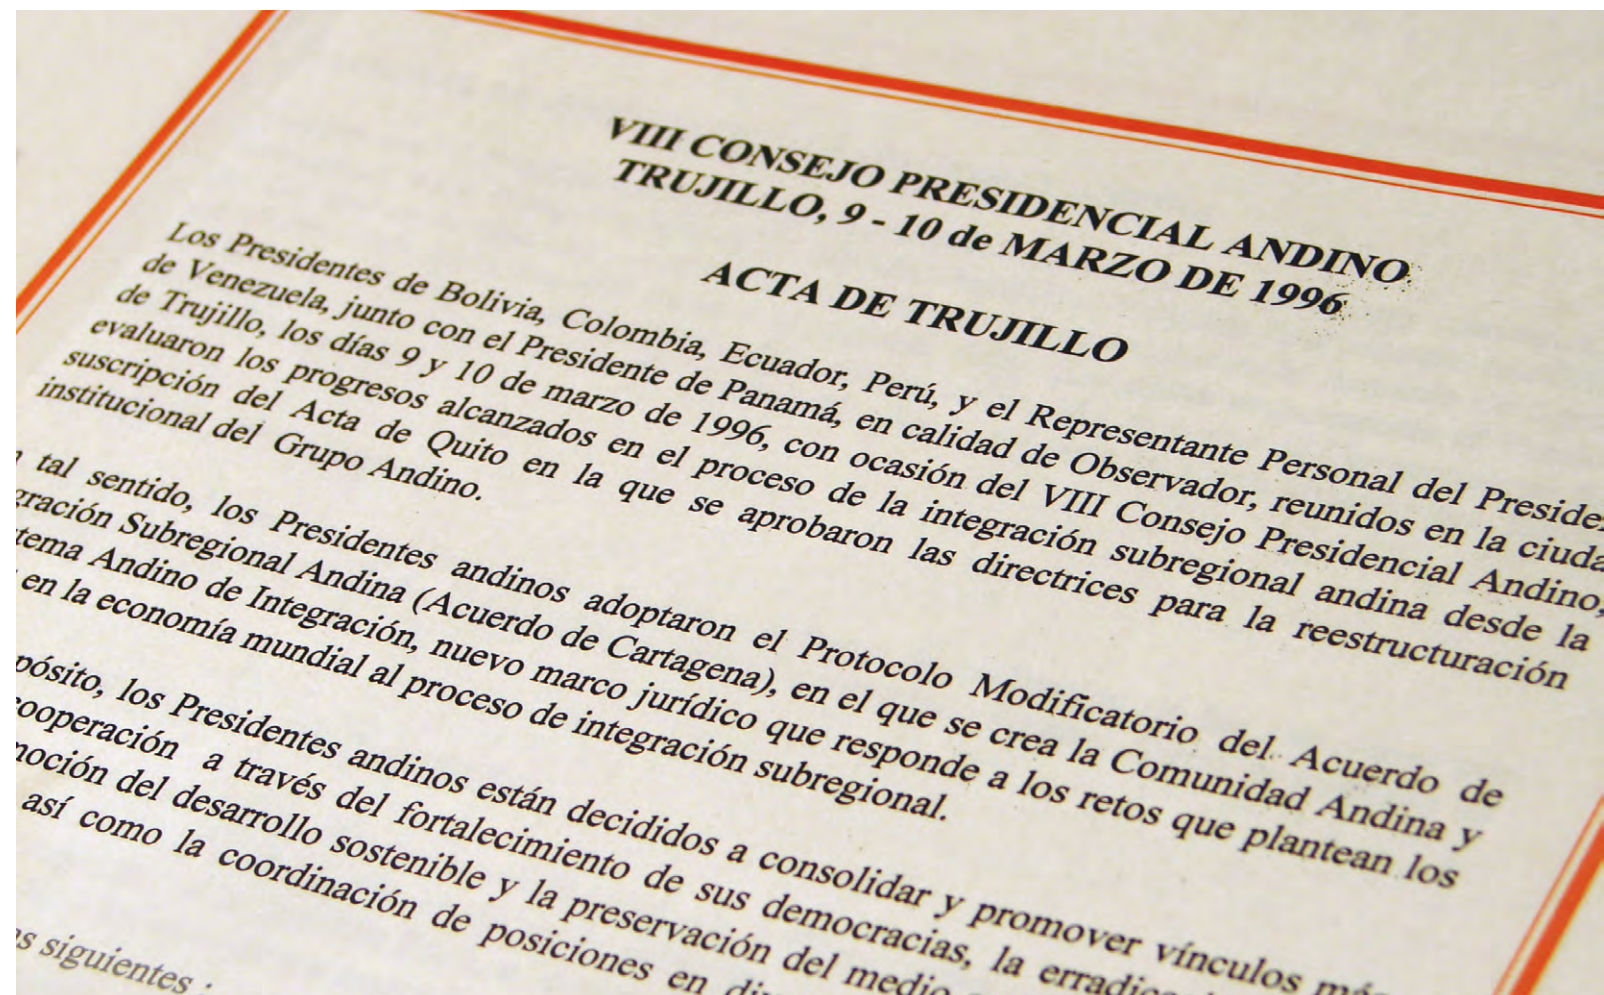 VIII CONSEJO PRESIDENCIAL ANDINO
TRUJILLO, 9 - 10 de MARZO DE 1996
ACTA DE TRUJILLO
Los Presidentes de Bolivia, Colombia, Ecuador, Perú, y el Representante Personal del
de Venezuela, junto con el Presidente de Panamá, en calidad de Observador, reunidos en la
de Trujillo, los días 9 y 10 de marzo de 1996, con ocasión del VIII Consejo Presidencial Andino,
evaluaron los progresos alcanzados en el proceso de la integración subregional andina desde la
suscripción del Acta de Quito en la que se aprobaron las directrices para la reestructuración
institucional del Grupo Andino.
tal sentido, los Presidentes andinos adoptaron el Protocolo Modificatorio del Acuerdo de
gración Subregional Andina (Acuerdo de Cartagena), en el que se crea la Comunidad Andina y
tema Andino de Integración, nuevo marco jurídico que responde a los retos que plantean los
en la economía mundial al proceso de integración subregional.
pósito, los Presidentes andinos están decididos a consolidar y promover vínculos
cooperación a través del fortalecimiento de sus democracias, la
moción del desarrollo sostenible y la preservación del medio
así como la coordinación de posiciones en
siguientes